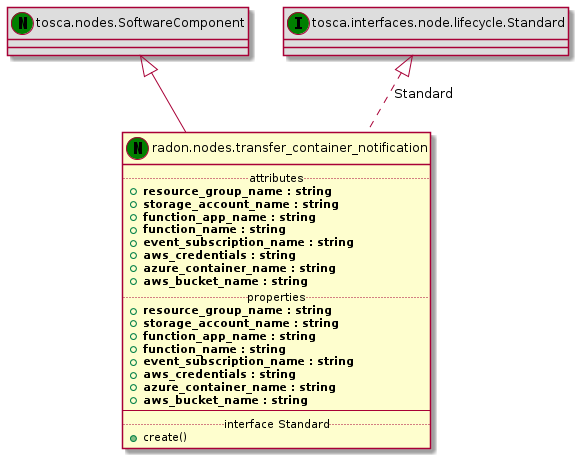 N tosca.nodes.SoftwareComponent
I tosca.interfaces.node.lifecycle.Standard
Standard
N radon.nodes.transfer_container_notification
attributes
resource_group_name : string
storage_account_name : string
function_app_name : string
function_name : string
event_subscription_name : string
aws_credentials : string
azure_container_name : string
aws_bucket_name : string
properties
resource_group_name : string
storage_account_name : string
function_app_name : string
function_name : string
event_subscription_name : string
aws_credentials : string
azure_container_name : string
aws_bucket_name : string
interface Standard
create()